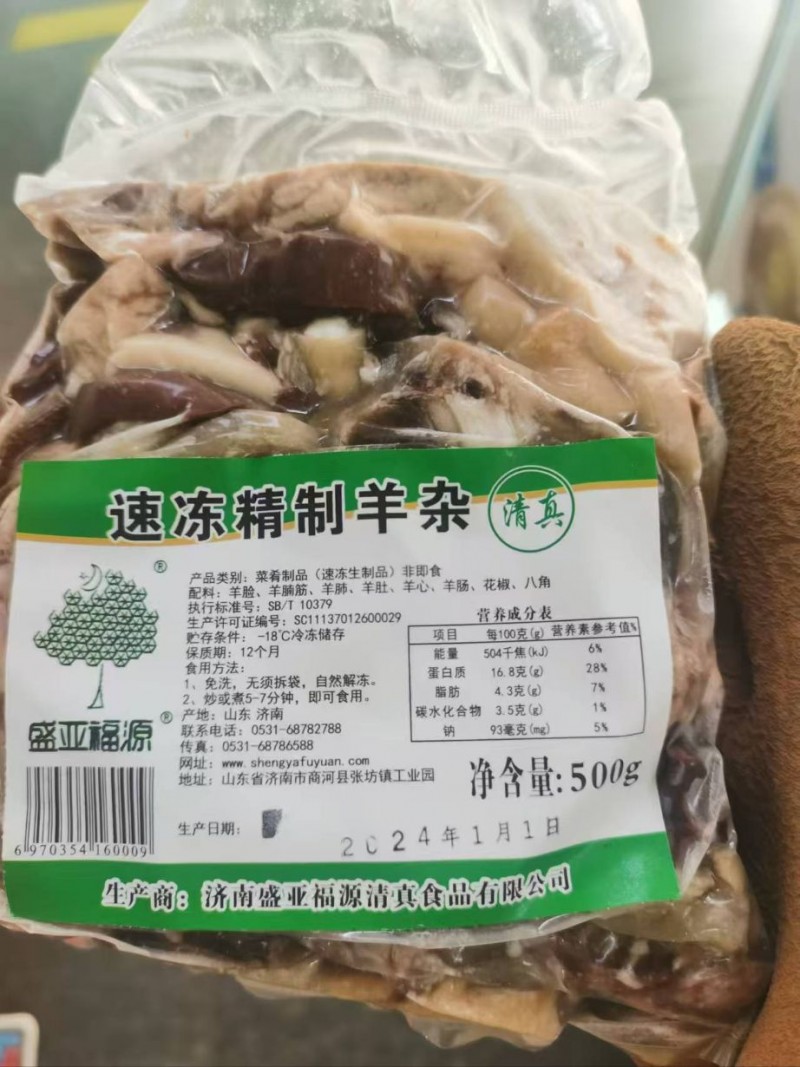 速冻精制羊杂
清真
®
产品类别：菜肴制品（速冻生制品）非即食
配料：羊脸、羊腩筋、羊肺、羊肚、羊心、羊肠、花椒、八角
执行标准号：SB/T 10379
生产许可证编号：SC11137012600029
贮存条件：-18℃冷冻储存
保质期：12个月
食用方法：
1、免洗，无须拆袋，自然解冻。
2、炒或煮5-7分钟，即可食用。
产地：山东 济南
联系电话：0531-68782788
传真：0531-68786588
网址：www.shengyafuyuan.com
地址：山东省济南市商河县张坊镇工业园
营养成分表
项目 每100克(g) 营养素参考值%
能量 504千焦(kJ) 6%
蛋白质 16.8克(g) 28%
脂肪 4.3克(g) 7%
碳水化合物 3.5克(g) 1%
钠 93毫克(mg) 5%
盛亚福源®
净含量:500g
6 970354 160009
生产日期：
2024年1月1日
生产商：济南盛亚福源清真食品有限公司